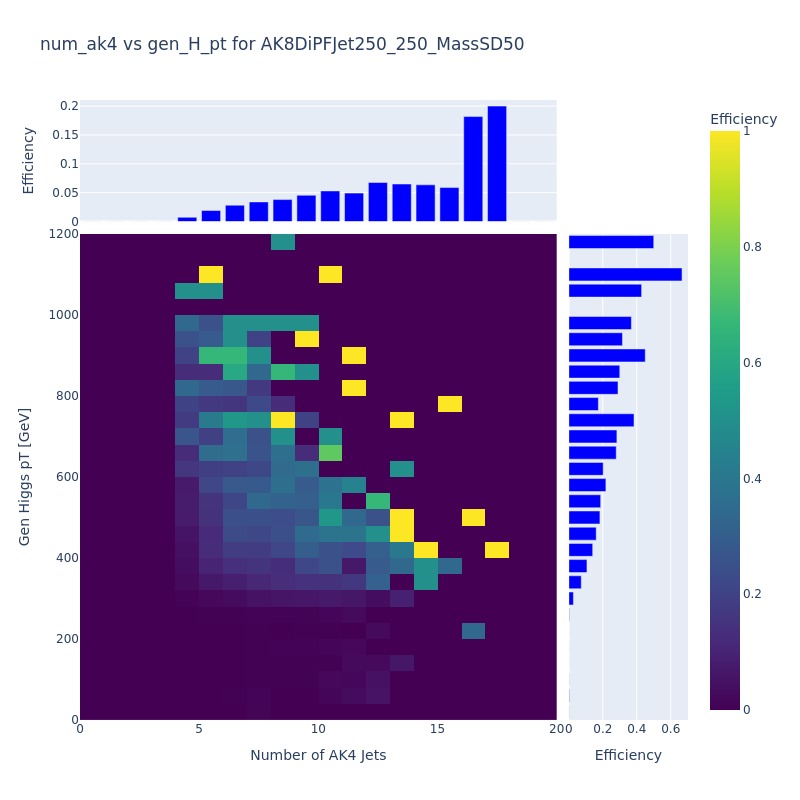 num_ak4 vs gen_H_pt for AK8DiPFJet250_250_MassSD50
Efficiency
0.2
0.15
0.1
0.05
0
Efficiency
1
0.8
0.6
0.4
0.2
0
Gen Higgs pT [GeV]
1200
1000
800
600
400
200
0
0 5 10 15 20
Number of AK4 Jets
0 0.2 0.4 0.6
Efficiency